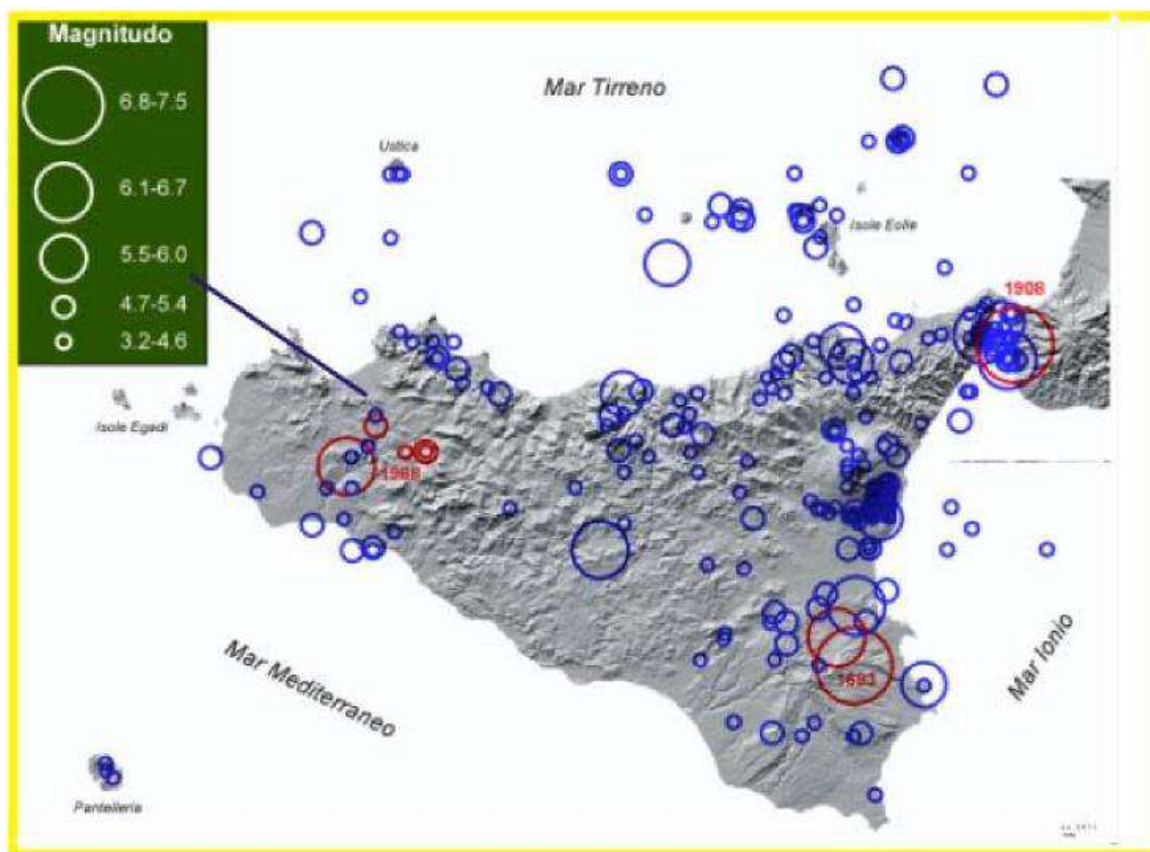 Magnitudo
6.8-7.5
6.1-6.7
5.5-6.0
4.7-5.4
3.2-4.6
Mar Tirreno
Ustica
Isole Eolie
1908
Isole Egadi
1968
Mar Mediterraneo
1693
Mar Ionio
Pantelleria